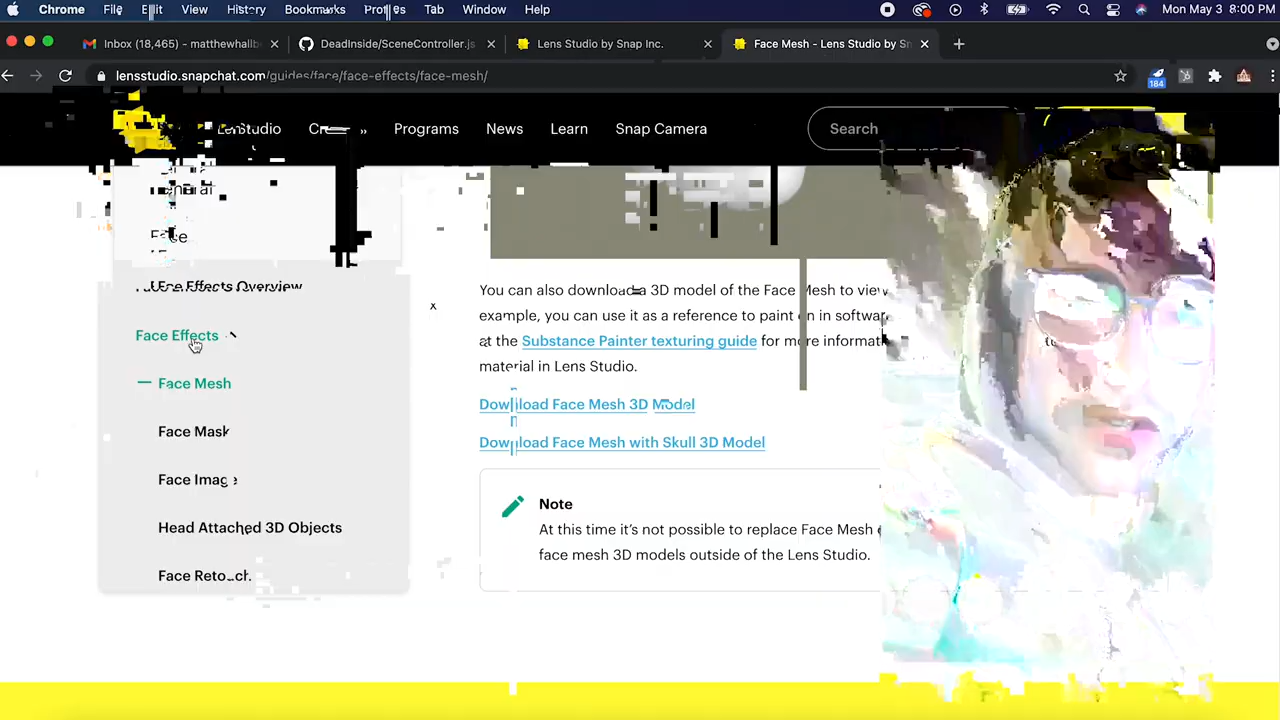 Chrome File Edit View History Bookmarks Profiles Tab Window Help Mon May 3 8:00 PM
Inbox (18,465) - matthewhallb DeadInside/SceneController.js Lens Studio by Snap Inc. Face Mesh - Lens Studio by Sn
lensstudio.snapchat.com/guides/face/face-effects/face-mesh/
184
Programs News Learn Snap Camera Search
Face
Face Effects Overview
Face Effects
Face Mesh
Face Mask
Face Image
Head Attached 3D Objects
Face Retouch
x
You can also download a 3D model of the Face Mesh to view
example, you can use it as a reference to paint on in software
at the Substance Painter texturing guide for more
material in Lens Studio.
Download Face Mesh 3D Model
Download Face Mesh with Skull 3D Model
Note
At this time it's not possible to replace Face Mesh
face mesh 3D models outside of the Lens Studio.